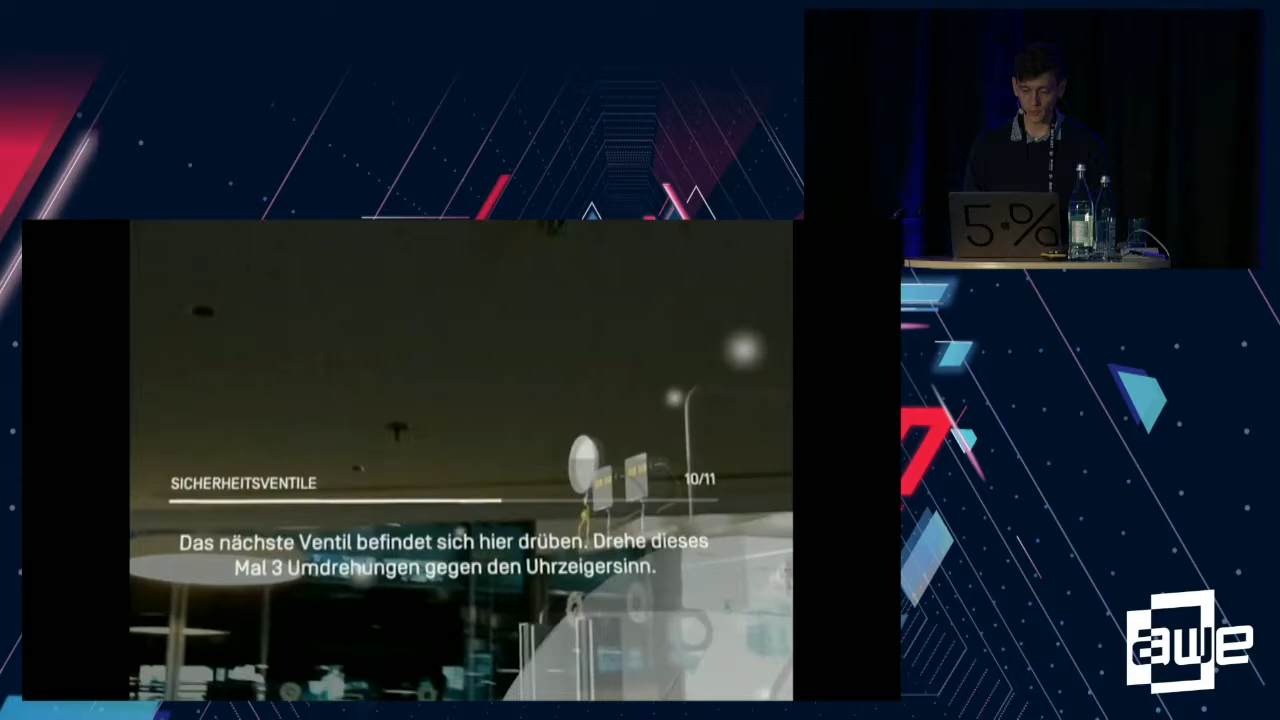 5%
SICHERHEITSVENTILE
10/11
Das nächste Ventil befindet sich hier drüben. Drehe dieses
Mal 3 Umdrehungen gegen den Uhrzeigersinn.
awe